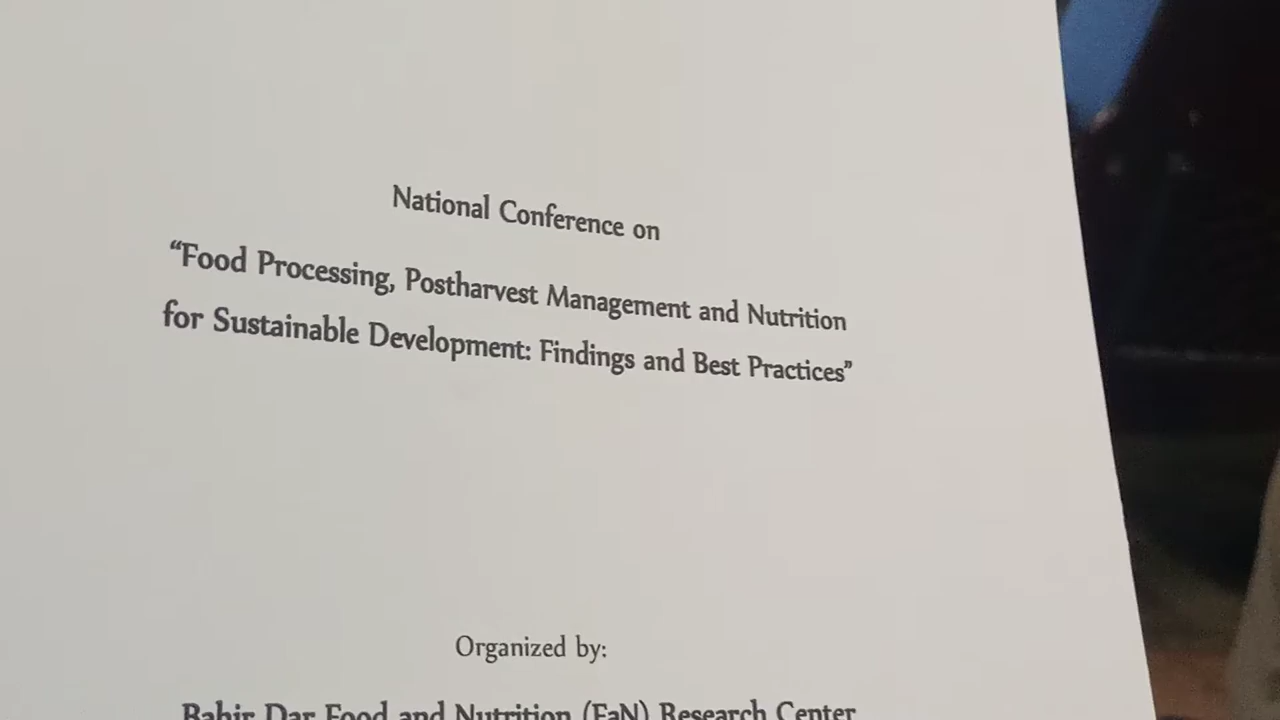 National Conference on
“Food Processing, Postharvest Management and Nutrition
for Sustainable Development: Findings and Best Practices”
Organized by:
Bahir Dar Food and Nutrition (FaN) Research Center